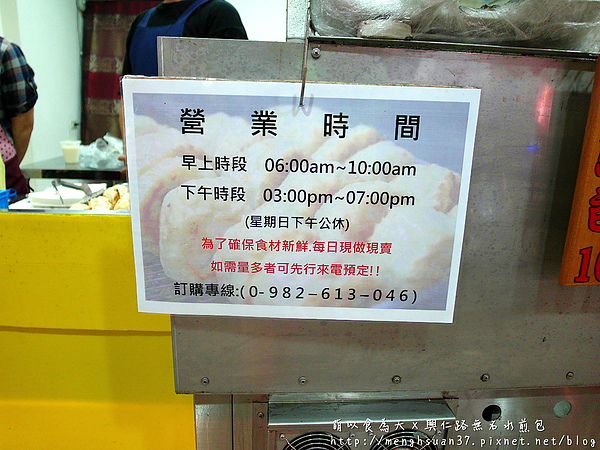 營業時間
早上時段 06:00am~10:00am
下午時段 03:00pm~07:00pm
(星期日下午公休)
為了確保食材新鮮.每日現做現賣
如需量多者可先行來電預定!!
訂購專線:(0-982-613-046)
10
萌以食為天 X 興仁路無名水煎包
http://menghsuan37.pixnet.net/blog